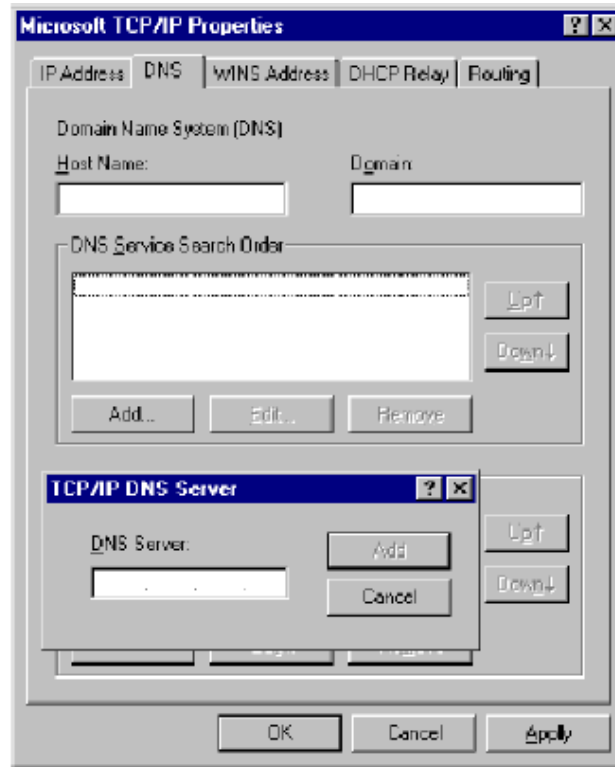 Microsoft TCP/IP Properties
IP Address DNS WINS Address DHCP Relay Routing
Domain Name System (DNS)
Host Name: Domain:
DNS Service Search Order
Up↑
Down↓
Add... Edit... Remove
TCP/IP DNS Server
DNS Server:
Add
Cancel
Up↑
Down↓
OK Cancel Apply